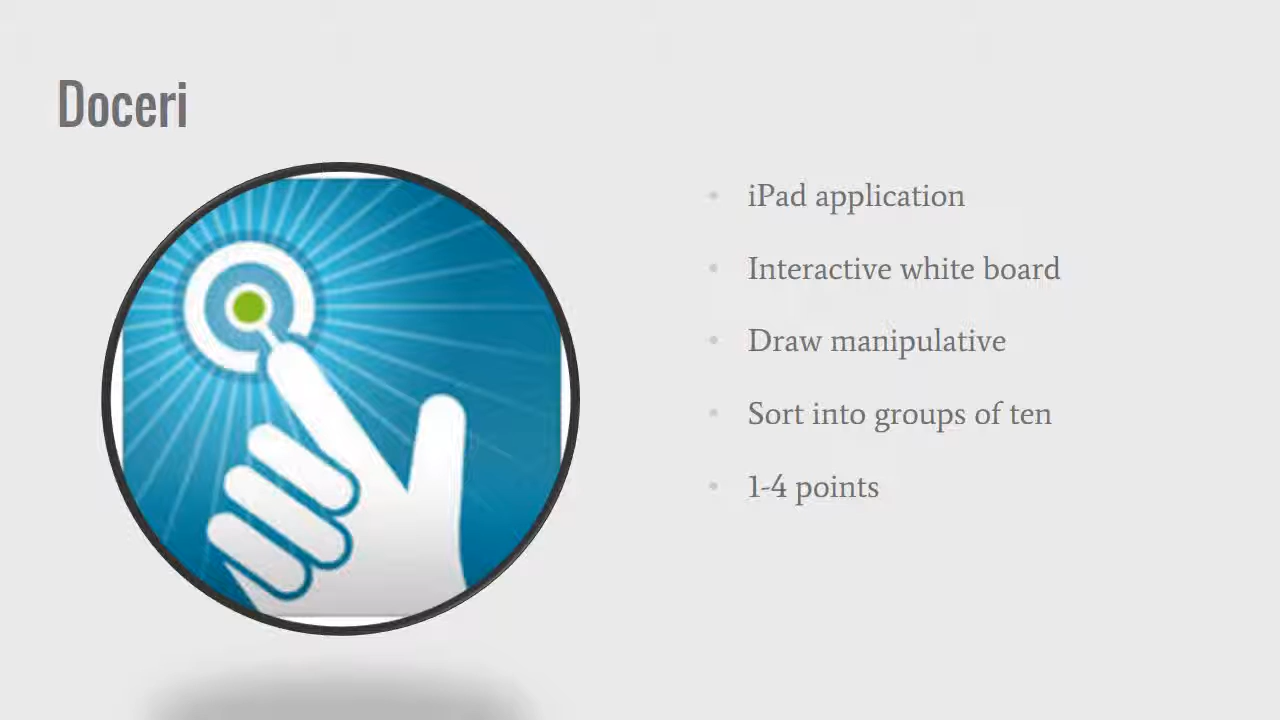 Doceri
iPad application
Interactive white board
Draw manipulative
Sort into groups of ten
1-4 points